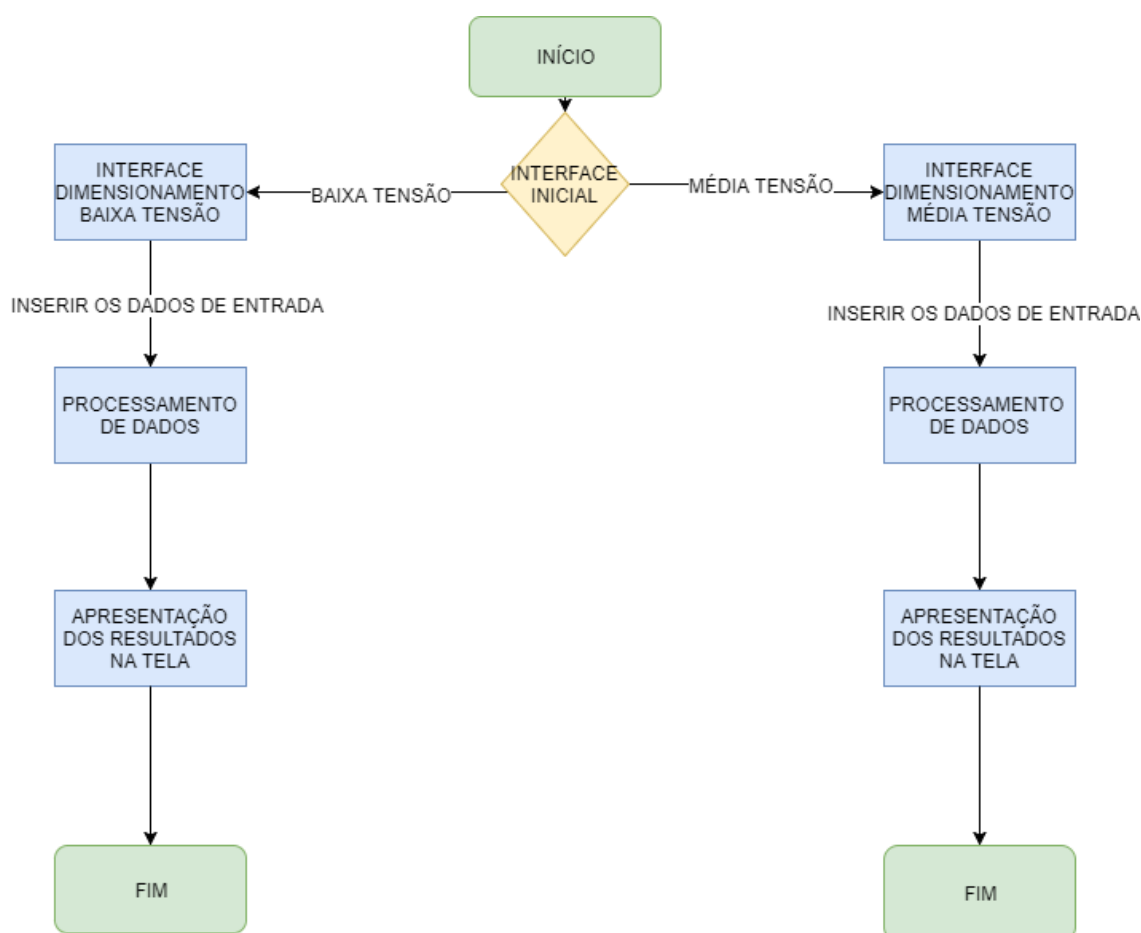 INÍCIO
INTERFACE
INICIAL
BAIXA TENSÃO
MÉDIA TENSÃO
INTERFACE
DIMENSIONAMENTO
BAIXA TENSÃO
INSERIR OS DADOS DE ENTRADA
PROCESSAMENTO
DE DADOS
APRESENTAÇÃO
DOS RESULTADOS
NA TELA
FIM
INTERFACE
DIMENSIONAMENTO
MÉDIA TENSÃO
INSERIR OS DADOS DE ENTRADA
PROCESSAMENTO
DE DADOS
APRESENTAÇÃO
DOS RESULTADOS
NA TELA
FIM